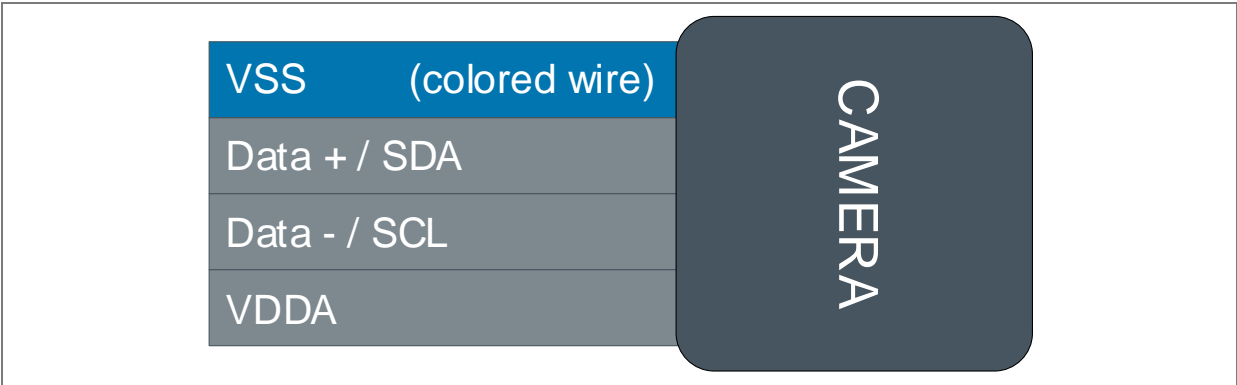 VSS (colored wire)
Data + / SDA
Data - / SCL
VDDA
CAMERA